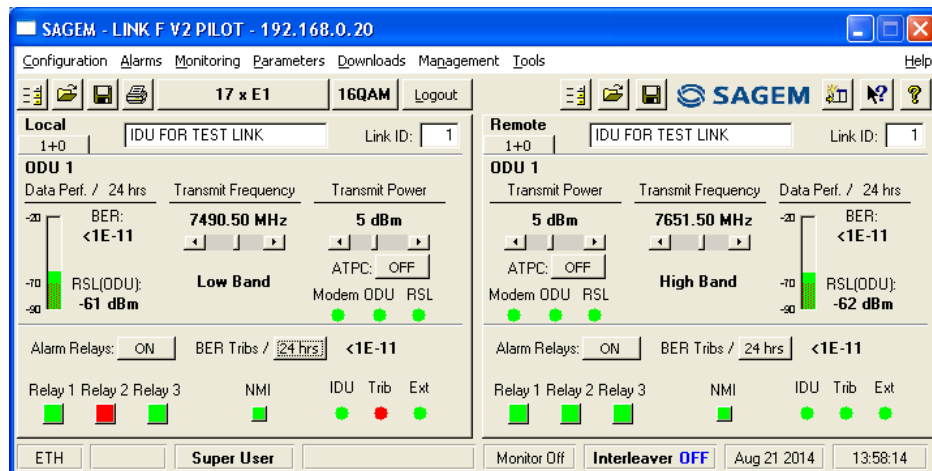 SAGEM - LINK F V2 PILOT - 192.168.0.20
Configuration Alarms Monitoring Parameters Downloads Management Tools Help
17 x E1 16QAM Logout SAGEM
Local
1+0
IDU FOR TEST LINK Link ID: 1
ODU 1
Data Perf. / 24 hrs Transmit Frequency Transmit Power
-20 BER: 7490.50 MHz 5 dBm
<1E-11
ATPC: OFF
-70 RSL(ODU): Low Band
-90 -61 dBm Modem ODU RSL
Alarm Relays: ON BER Tribs / 24 hrs <1E-11
Relay 1 Relay 2 Relay 3 NMI IDU Trib Ext
Remote
1+0
IDU FOR TEST LINK Link ID: 1
ODU 1
Transmit Power Transmit Frequency Data Perf. / 24 hrs
5 dBm 7651.50 MHz -20 BER:
<1E-11
ATPC: OFF High Band -70 RSL(ODU):
Modem ODU RSL -90 -62 dBm
Alarm Relays: ON BER Tribs / 24 hrs <1E-11
Relay 1 Relay 2 Relay 3 NMI IDU Trib Ext
ETH Super User Monitor Off Interleaver OFF Aug 21 2014 13:58:14